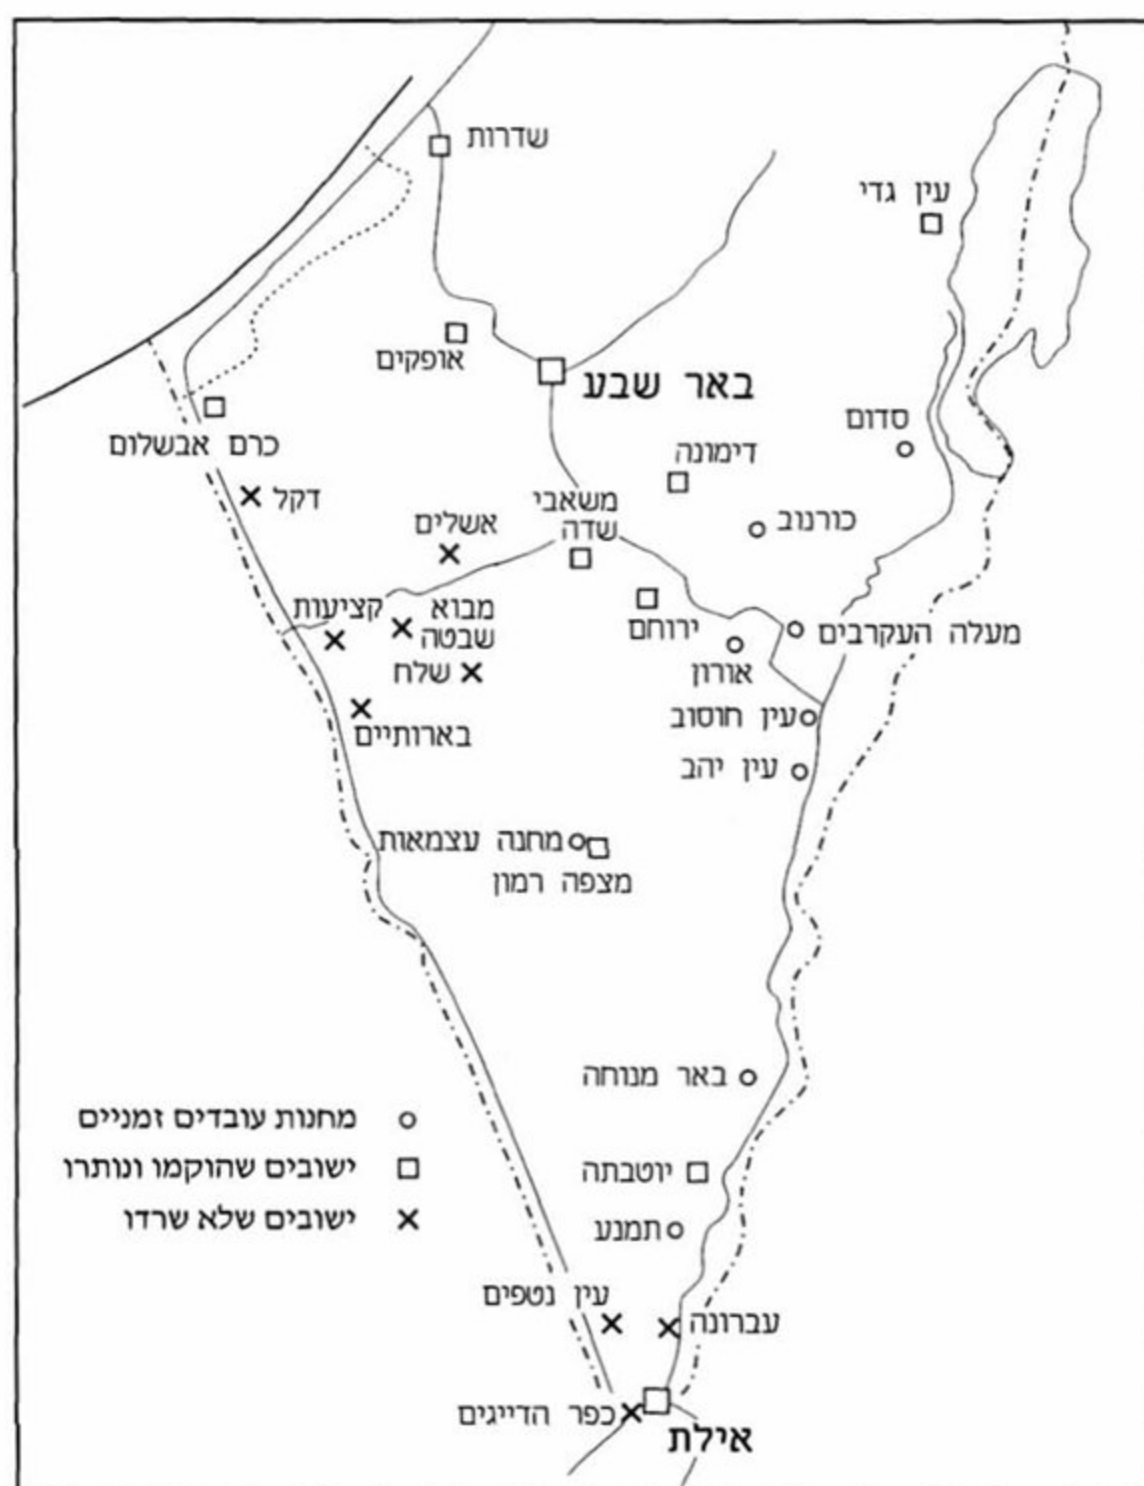 שדרות
עין גדי
אופקים
באר שבע
סדום
כרם אבשלום
דימונה
דקל
משאבי
שדה
כורנוב
אשלים
קציעות
מבוא
שבטה
ירוחם
מעלה העקרבים
שלח
אורון
בארותיים
עין חוסוב
עין יהב
מחנה עצמאות
מצפה רמון
באר מנוחה
מחנות עובדים זמניים
ישובים שהוקמו ונותרו
ישובים שלא שרדו
יוטבתה
תמנע
עין נטפים
עברונה
כפר הדייגים
אילת